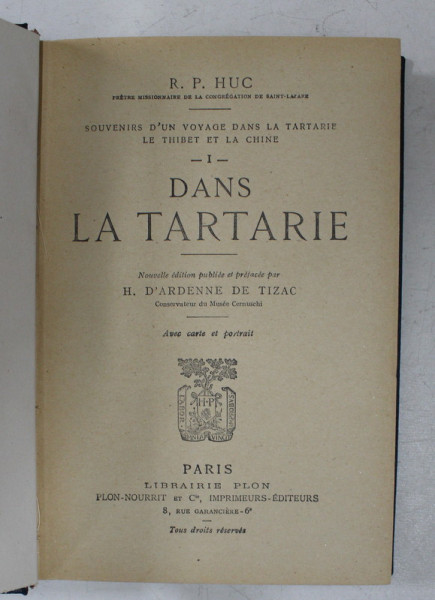 R. P. HUC
PRÊTRE MISSIONNAIRE DE LA CONGRÉGATION DE SAINT-LAZARE
SOUVENIRS D'UN VOYAGE DANS LA TARTARIE
LE THIBET ET LA CHINE
— I —
DANS
LA TARTARIE
Nouvelle édition publiée et préfacée par
H. D'ARDENNE DE TIZAC
Conservateur du Musée Cernuschi
Avec carte et portrait
H·P
PARIS
LIBRAIRIE PLON
PLON-NOURRIT ET Cie, IMPRIMEURS-ÉDITEURS
8, RUE GARANCIÈRE - 6e
Tous droits réservés